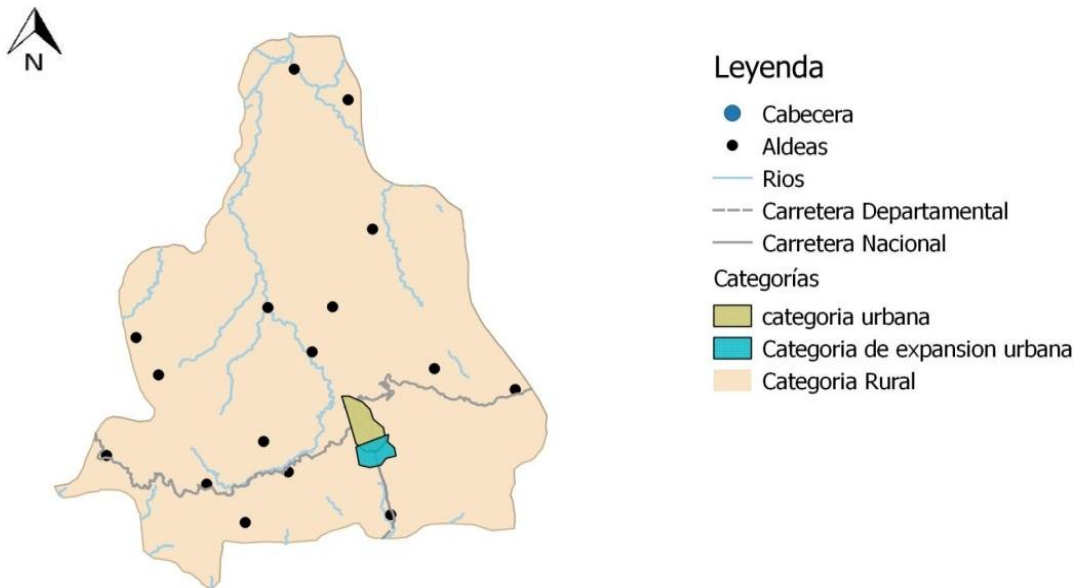 N
Leyenda
Cabecera
Aldeas
Rios
Carretera Departamental
Carretera Nacional
Categorías
categoria urbana
Categoria de expansion urbana
Categoria Rural